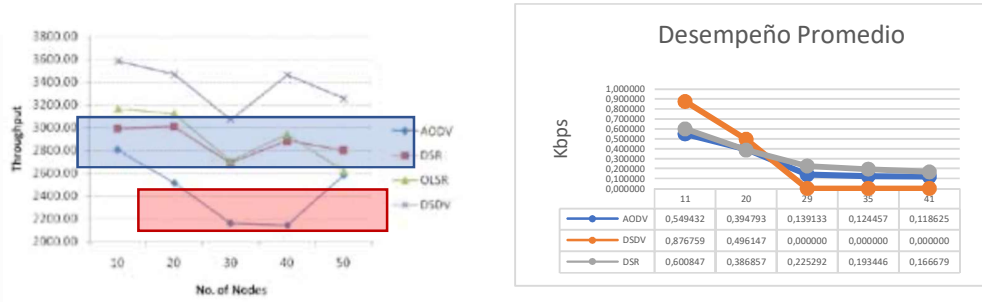 3800.00
3600.00
3400.00
3200.00
3000.00
2800.00
2600.00
2400.00
2200.00
2000.00
Throughput
10 20 30 40 50
No. of Nodes
AODV
DSR
OLSR
DSDV
Desempeño Promedio
Kbps
1,000000
0,900000
0,800000
0,700000
0,600000
0,500000
0,400000
0,300000
0,200000
0,100000
0,000000
11 20 29 35 41
AODV 0,549432 0,394793 0,139133 0,124457 0,118625
DSDV 0,876759 0,496147 0,000000 0,000000 0,000000
DSR 0,600847 0,386857 0,225292 0,193446 0,166679